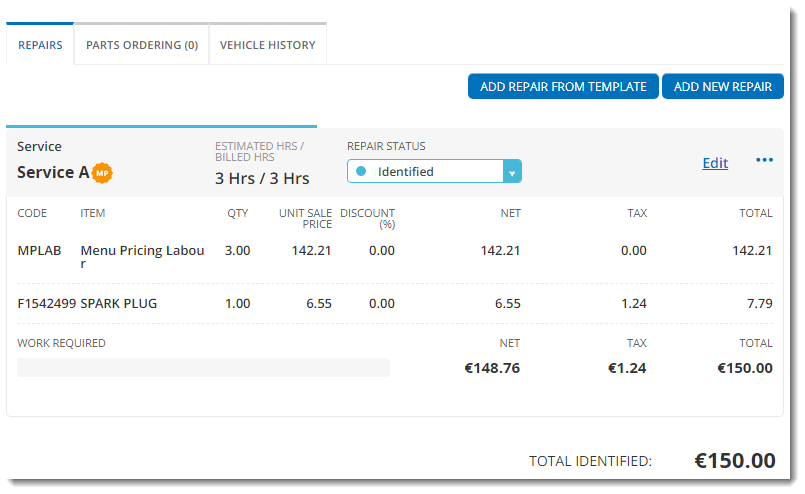 REPAIRS PARTS ORDERING (0) VEHICLE HISTORY
ADD REPAIR FROM TEMPLATE ADD NEW REPAIR
Service
Service A MP
ESTIMATED HRS /
BILLED HRS
3 Hrs / 3 Hrs
REPAIR STATUS
Identified
Edit
CODE ITEM QTY UNIT SALE PRICE DISCOUNT (%) NET TAX TOTAL
MPLAB Menu Pricing Labou 3.00 142.21 0.00 142.21 0.00 142.21
r
F1542499 SPARK PLUG 1.00 6.55 0.00 6.55 1.24 7.79
WORK REQUIRED NET TAX TOTAL
€148.76 €1.24 €150.00
TOTAL IDENTIFIED: €150.00